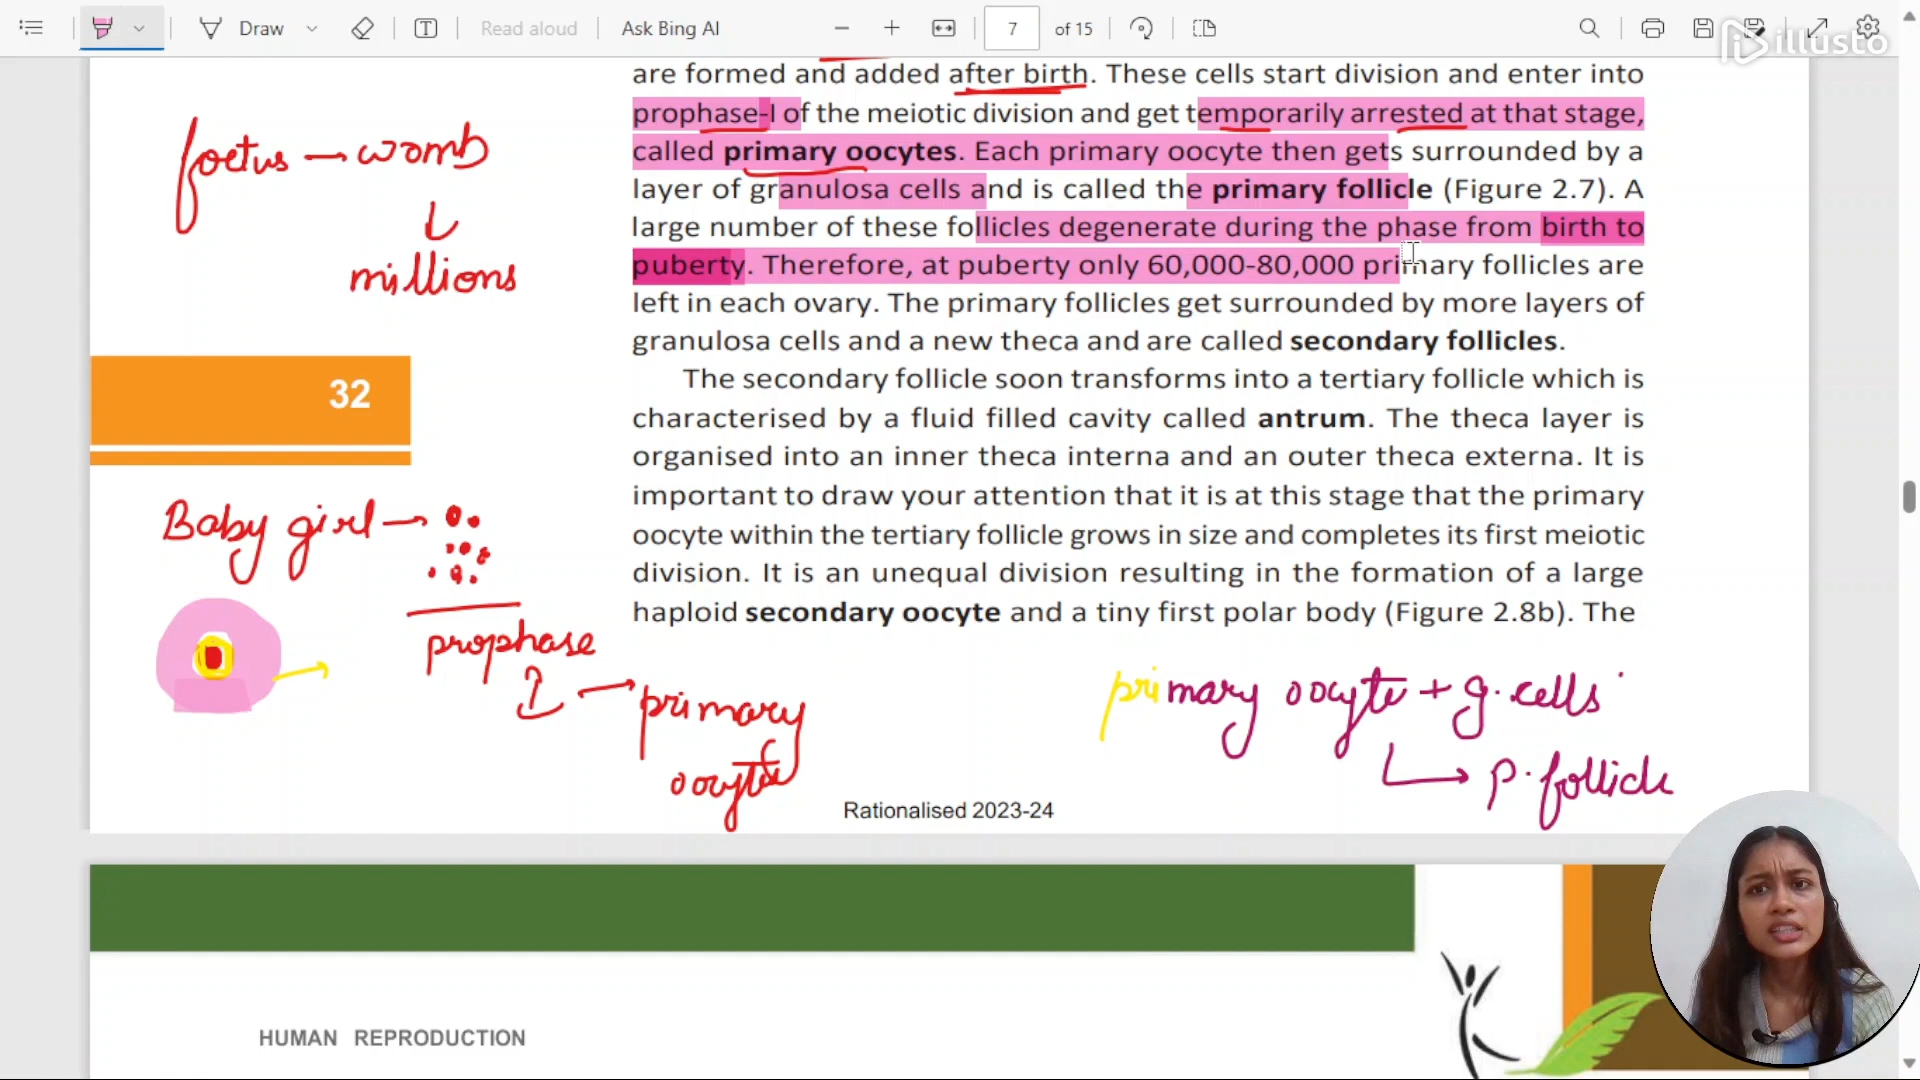 Draw
Read aloud
Ask Bing AI
7
of 15
illusto
are formed and added after birth. These cells start division and enter into
prophase-I of the meiotic division and get temporarily arrested at that stage,
called primary oocytes. Each primary oocyte then gets surrounded by a
layer of granulosa cells and is called the primary follicle (Figure 2.7). A
large number of these follicles degenerate during the phase from birth to
puberty. Therefore, at puberty only 60,000-80,000 primary follicles are
left in each ovary. The primary follicles get surrounded by more layers of
granulosa cells and a new theca and are called secondary follicles.
The secondary follicle soon transforms into a tertiary follicle which is
characterised by a fluid filled cavity called antrum. The theca layer is
organised into an inner theca interna and an outer theca externa. It is
important to draw your attention that it is at this stage that the primary
oocyte within the tertiary follicle grows in size and completes its first meiotic
division. It is an unequal division resulting in the formation of a large
haploid secondary oocyte and a tiny first polar body (Figure 2.8b). The
foetus → womb
millions
32
Baby girl →
prophase
I → primary
oocyte
primary oocyte + g. cells
p. follicle
Rationalised 2023-24
HUMAN REPRODUCTION